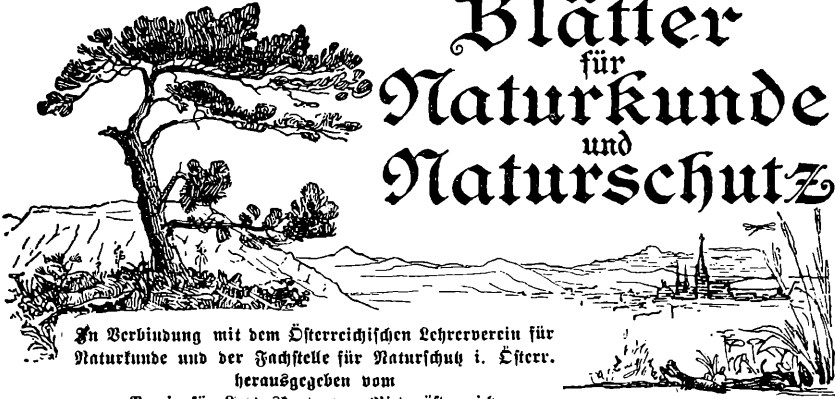 Blätter
für
Naturkunde
und
Naturschutz
In Verbindung mit dem Österreichischen Lehrerverein für
Naturkunde und der Fachstelle für Naturschutz i. Österr.
herausgegeben vom